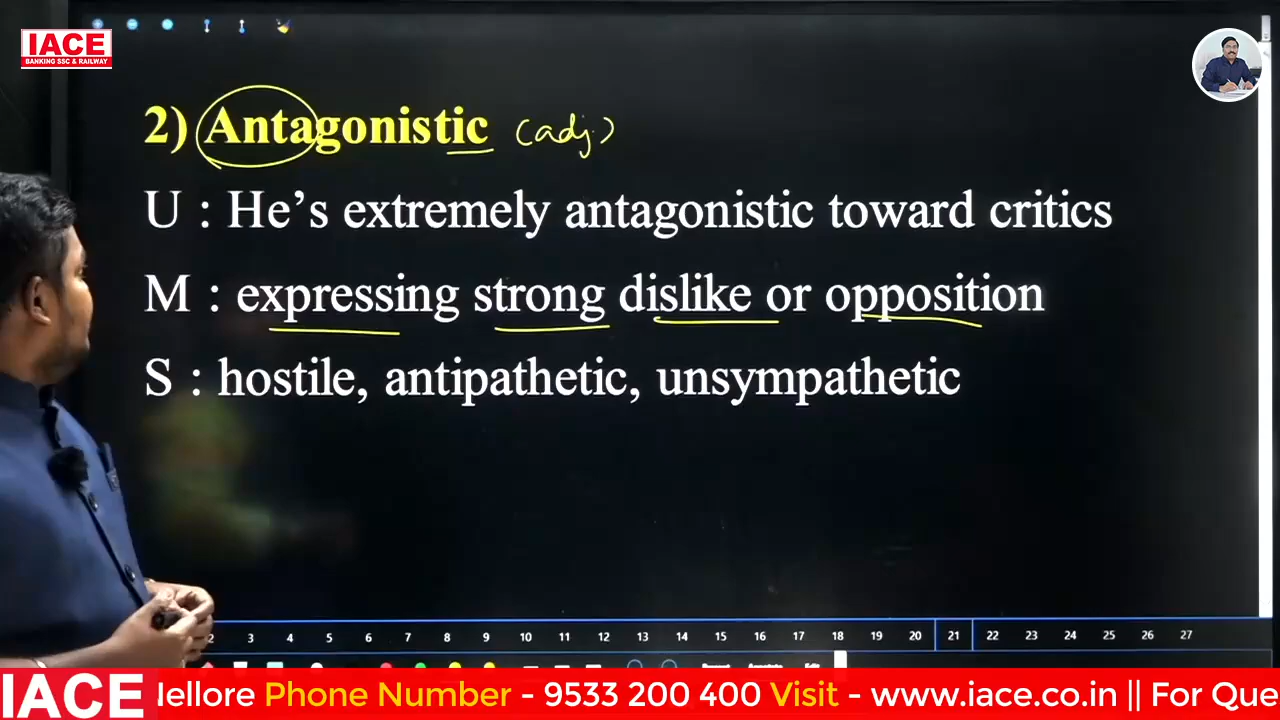 IACE
BANKING SSC & RAILWAY
2) Antagonistic (adj.)
U : He's extremely antagonistic toward critics
M : expressing strong dislike or opposition
S : hostile, antipathetic, unsympathetic
2 3 4 5 6 7 8 9 10 11 12 13 14 15 16 17 18 19 20 21 22 23 24 25 26 27
IACE Nellore Phone Number - 9533 200 400 Visit - www.iace.co.in || For Que